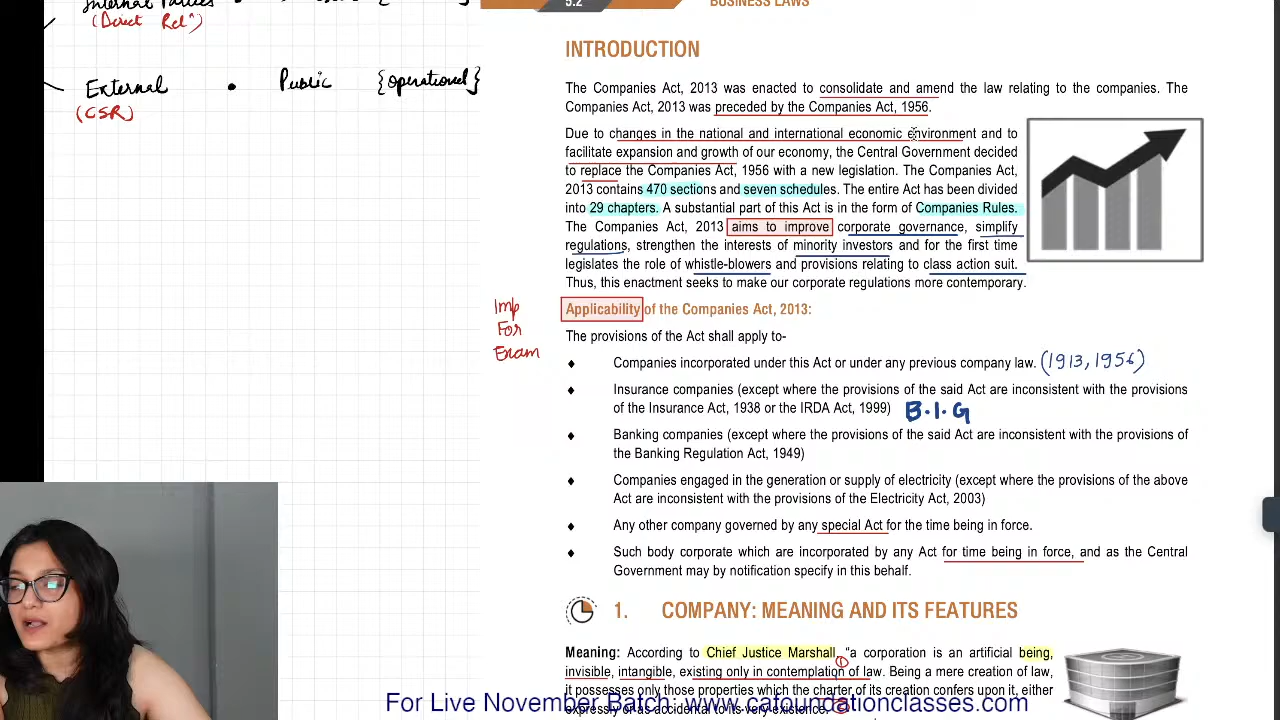 Internal Parties
(Direct Relⁿ)
External • Public {operational}
(CSR)
5.2 BUSINESS LAWS
INTRODUCTION
The Companies Act, 2013 was enacted to consolidate and amend the law relating to the companies. The
Companies Act, 2013 was preceded by the Companies Act, 1956.
Due to changes in the national and international economic environment and to
facilitate expansion and growth of our economy, the Central Government decided
to replace the Companies Act, 1956 with a new legislation. The Companies Act,
2013 contains 470 sections and seven schedules. The entire Act has been divided
into 29 chapters. A substantial part of this Act is in the form of Companies Rules.
The Companies Act, 2013 aims to improve corporate governance, simplify
regulations, strengthen the interests of minority investors and for the first time
legislates the role of whistle-blowers and provisions relating to class action suit.
Thus, this enactment seeks to make our corporate regulations more contemporary.
Imp
For
Exam
Applicability of the Companies Act, 2013:
The provisions of the Act shall apply to-
♦ Companies incorporated under this Act or under any previous company law. (1913, 1956)
♦ Insurance companies (except where the provisions of the said Act are inconsistent with the provisions
of the Insurance Act, 1938 or the IRDA Act, 1999) B.I.G
♦ Banking companies (except where the provisions of the said Act are inconsistent with the provisions of
the Banking Regulation Act, 1949)
♦ Companies engaged in the generation or supply of electricity (except where the provisions of the above
Act are inconsistent with the provisions of the Electricity Act, 2003)
♦ Any other company governed by any special Act for the time being in force.
♦ Such body corporate which are incorporated by any Act for time being in force, and as the Central
Government may by notification specify in this behalf.
1. COMPANY: MEANING AND ITS FEATURES
Meaning: According to Chief Justice Marshall, "a corporation is an artificial being,
①
invisible, intangible, existing only in contemplation of law. Being a mere creation of law,
it possesses only those properties which the charter of its creation confers upon it, either
expressly or as accidental to its very existence.
For Live November Batch: www.cafoundationclasses.com